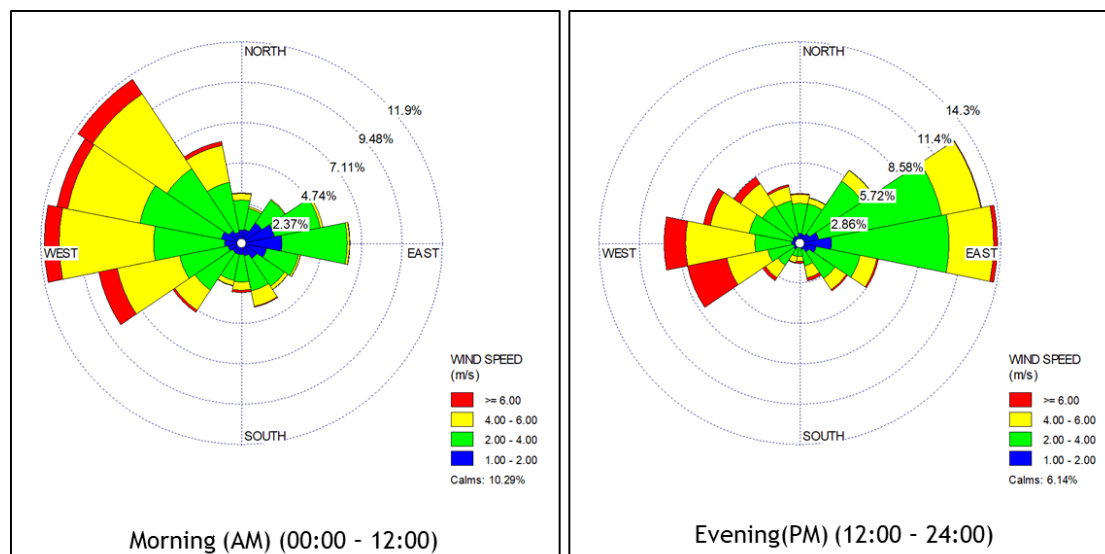 NORTH
11.9%
9.48%
7.11%
4.74%
2.37%
WEST
EAST
WIND SPEED
(m/s)
>= 6.00
4.00 - 6.00
2.00 - 4.00
1.00 - 2.00
Calms: 10.29%
SOUTH
Morning (AM) (00:00 - 12:00)
NORTH
14.3%
11.4%
8.58%
5.72%
2.86%
WEST
EAST
WIND SPEED
(m/s)
>= 6.00
4.00 - 6.00
2.00 - 4.00
1.00 - 2.00
Calms: 6.14%
SOUTH
Evening(PM) (12:00 - 24:00)